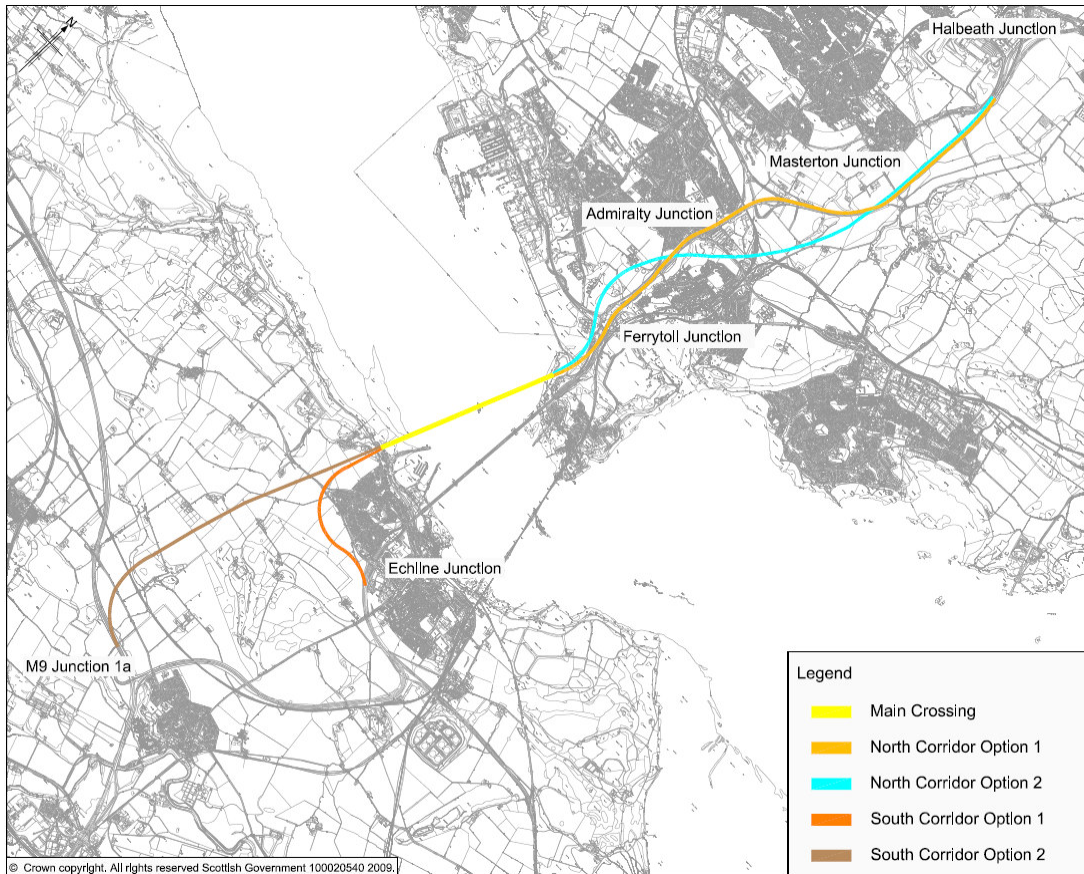 N
Halbeath Junction
Masterton Junction
Admiralty Junction
Ferrytoll Junction
Echline Junction
M9 Junction 1a
Legend
Main Crossing
North Corridor Option 1
North Corridor Option 2
South Corridor Option 1
South Corridor Option 2
© Crown copyright. All rights reserved Scottish Government 100020540 2009.